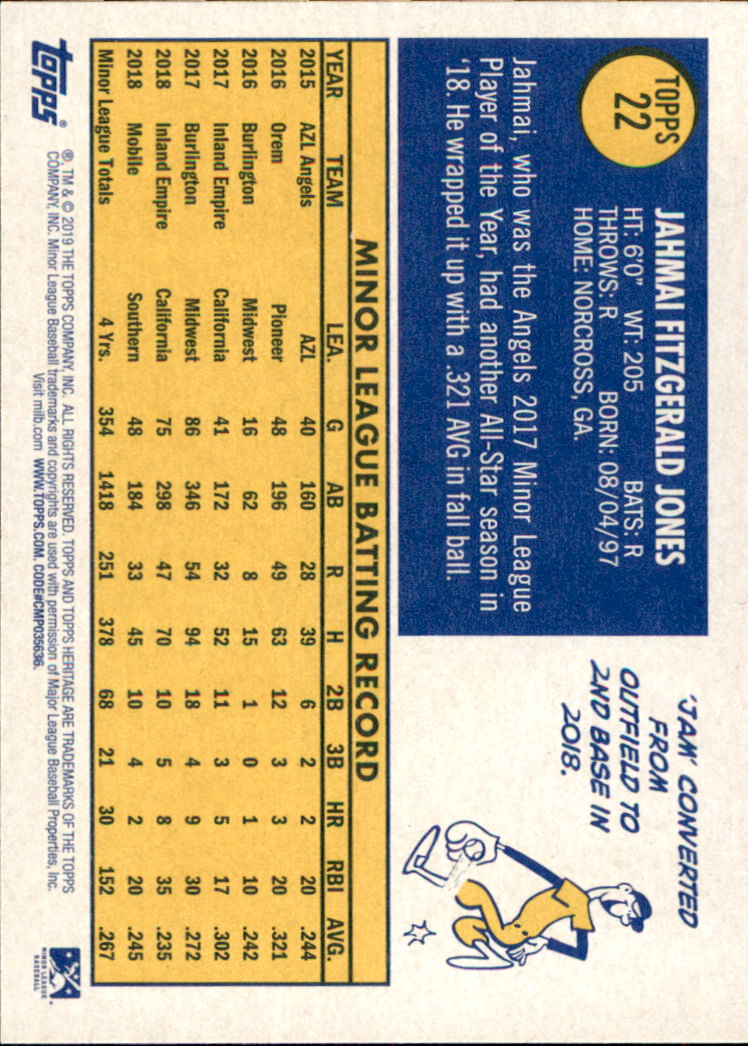 TOPPS
22
JAHMAI FITZGERALD JONES
HT: 6'0" WT: 205 BATS: R
THROWS: R BORN: 08/04/97
HOME: NORCROSS, GA.
Jahmai, who was the Angels 2017 Minor League
Player of the Year, had another All-Star season in
'18. He wrapped it up with a .321 AVG in fall ball.
'JAM' CONVERTED
FROM
OUTFIELD TO
2ND BASE IN
2018.
MINOR LEAGUE BATTING RECORD
YEAR TEAM LEA. G AB R H 2B 3B HR RBI AVG.
2015 AZL Angels AZL 40 160 28 39 6 2 2 20 .244
2016 Orem Pioneer 48 196 49 63 12 3 3 20 .321
2016 Burlington Midwest 16 62 8 15 1 0 1 10 .242
2017 Inland Empire California 41 172 32 52 11 3 5 17 .302
2017 Burlington Midwest 86 346 54 94 18 4 9 30 .272
2018 Inland Empire California 75 298 47 70 10 5 8 35 .235
2018 Mobile Southern 48 184 33 45 10 4 2 20 .245
Minor League Totals 4 Yrs. 354 1418 251 378 68 21 30 152 .267
topps®
®, TM & © 2019 THE TOPPS COMPANY, INC. ALL RIGHTS RESERVED. TOPPS AND TOPPS HERITAGE ARE TRADEMARKS OF THE TOPPS
COMPANY, INC. Minor League Baseball trademarks and copyrights are used with permission of Major League Baseball Properties, Inc.
Visit milb.com WWW.TOPPS.COM. CODE#CMP035636.
MINOR LEAGUE
BASEBALL